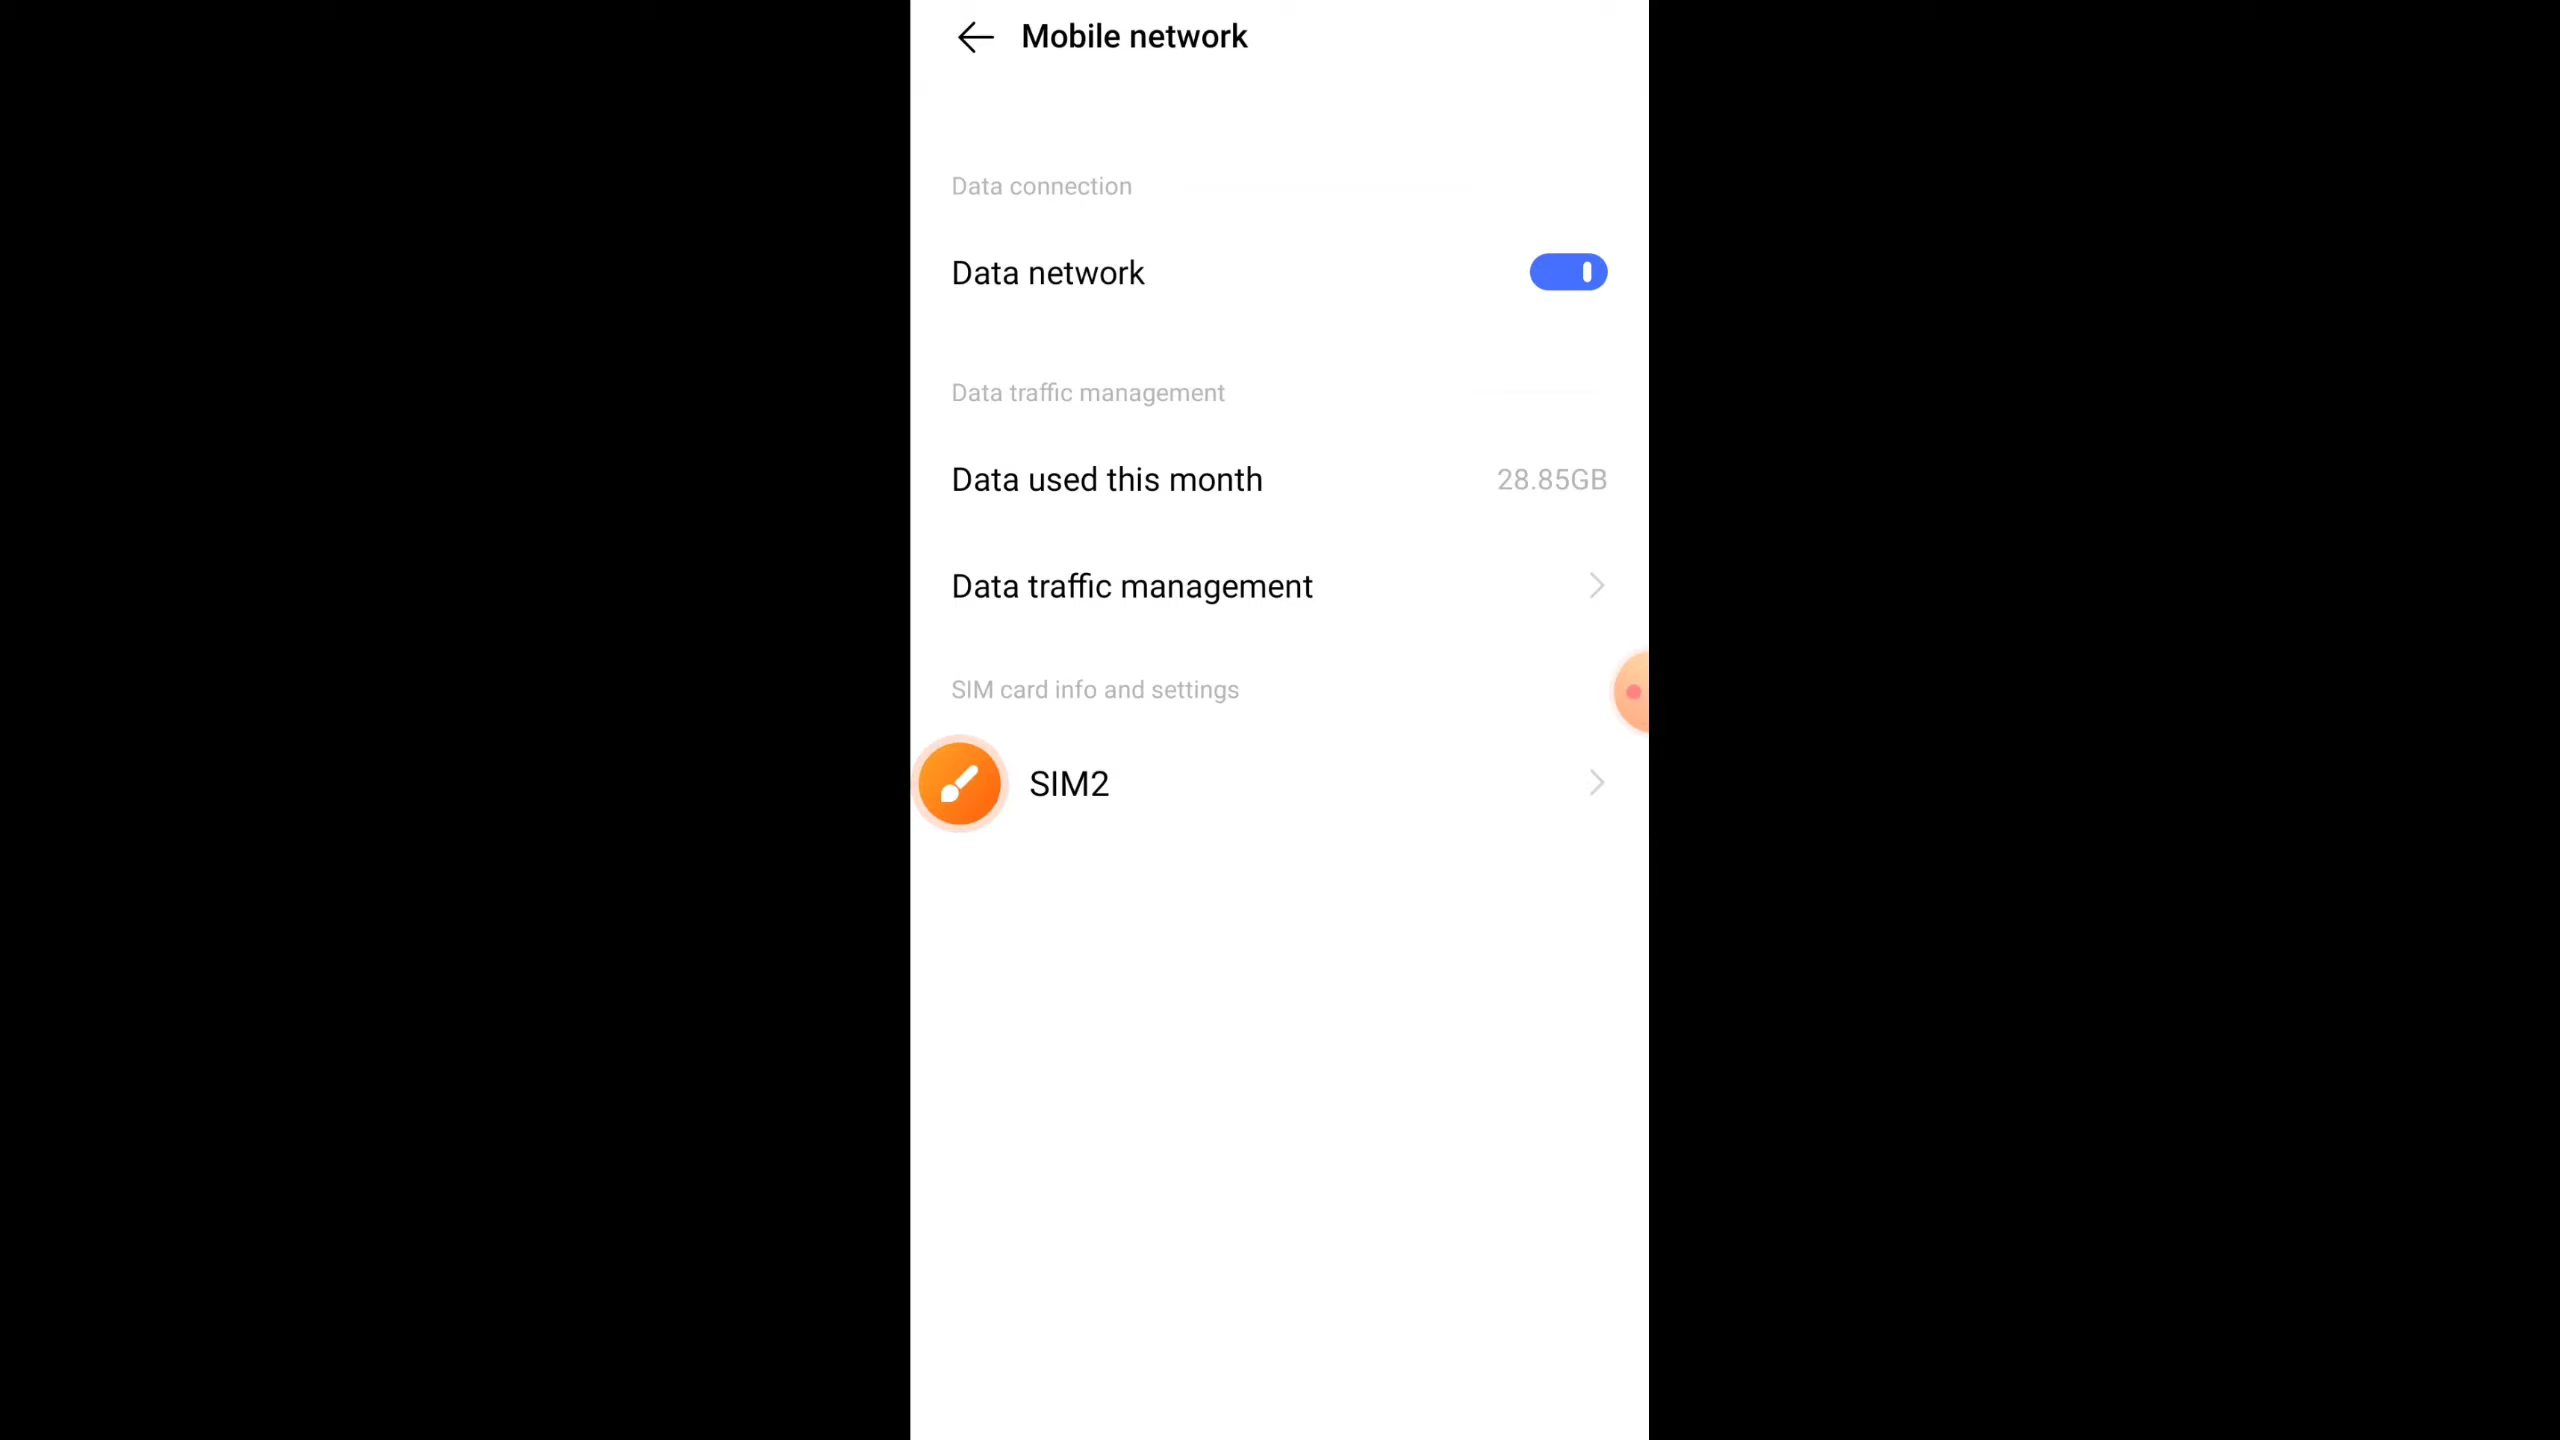 Mobile network
Data connection
Data network
Data traffic management
Data used this month 28.85GB
Data traffic management
SIM card info and settings
SIM2